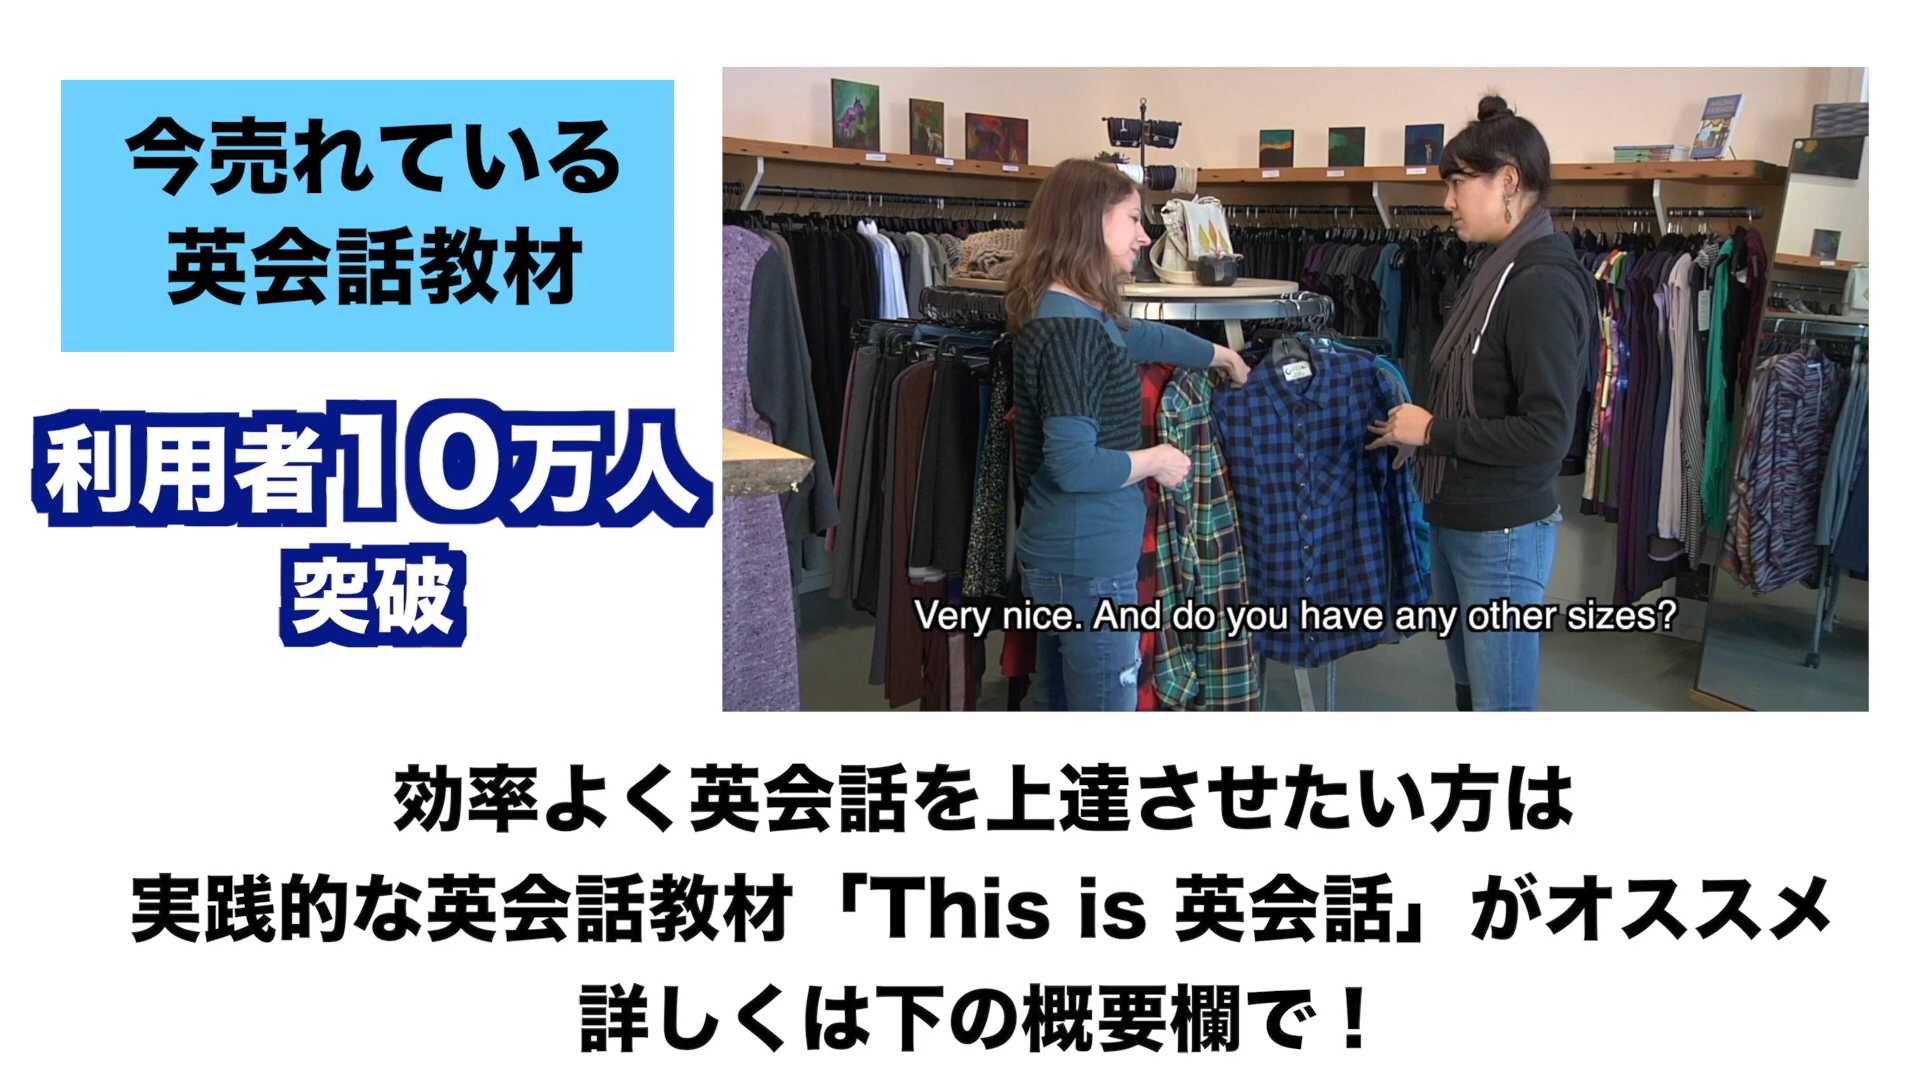 今売れている
英会話教材
利用者10万人
突破
Very nice. And do you have any other sizes?
効率よく英会話を上達させたい方は
実践的な英会話教材「This is 英会話」がオススメ
詳しくは下の概要欄で！